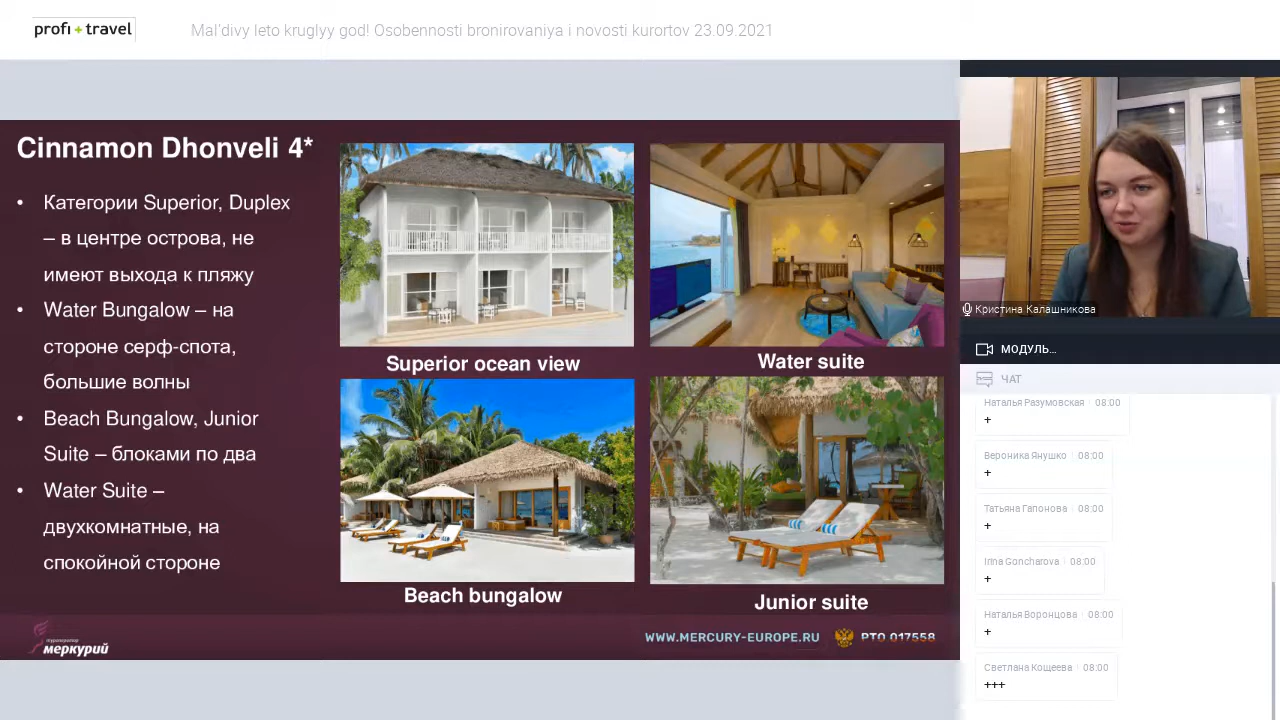 profi + travel
Mal'divy leto kruglyy god! Osobennosti bronirovaniya i novosti kurortov 23.09.2021
Cinnamon Dhonveli 4*
• Категории Superior, Duplex
– в центре острова, не
имеют выхода к пляжу
• Water Bungalow – на
стороне серф-спота,
большие волны
• Beach Bungalow, Junior
Suite – блоками по два
• Water Suite –
двухкомнатные, на
спокойной стороне
Superior ocean view
Water suite
Beach bungalow
Junior suite
туроператор
меркурий
WWW.MERCURY-EUROPE.RU
РТО 017558
Кристина Калашникова
МОДУЛЬ...
ЧАТ
Наталья Разумовская 08:00
+
Вероника Янушко 08:00
+
Татьяна Гапонова 08:00
+
Irina Goncharova 08:00
+
Наталья Воронцова 08:00
+
Светлана Кощеева 08:00
+++